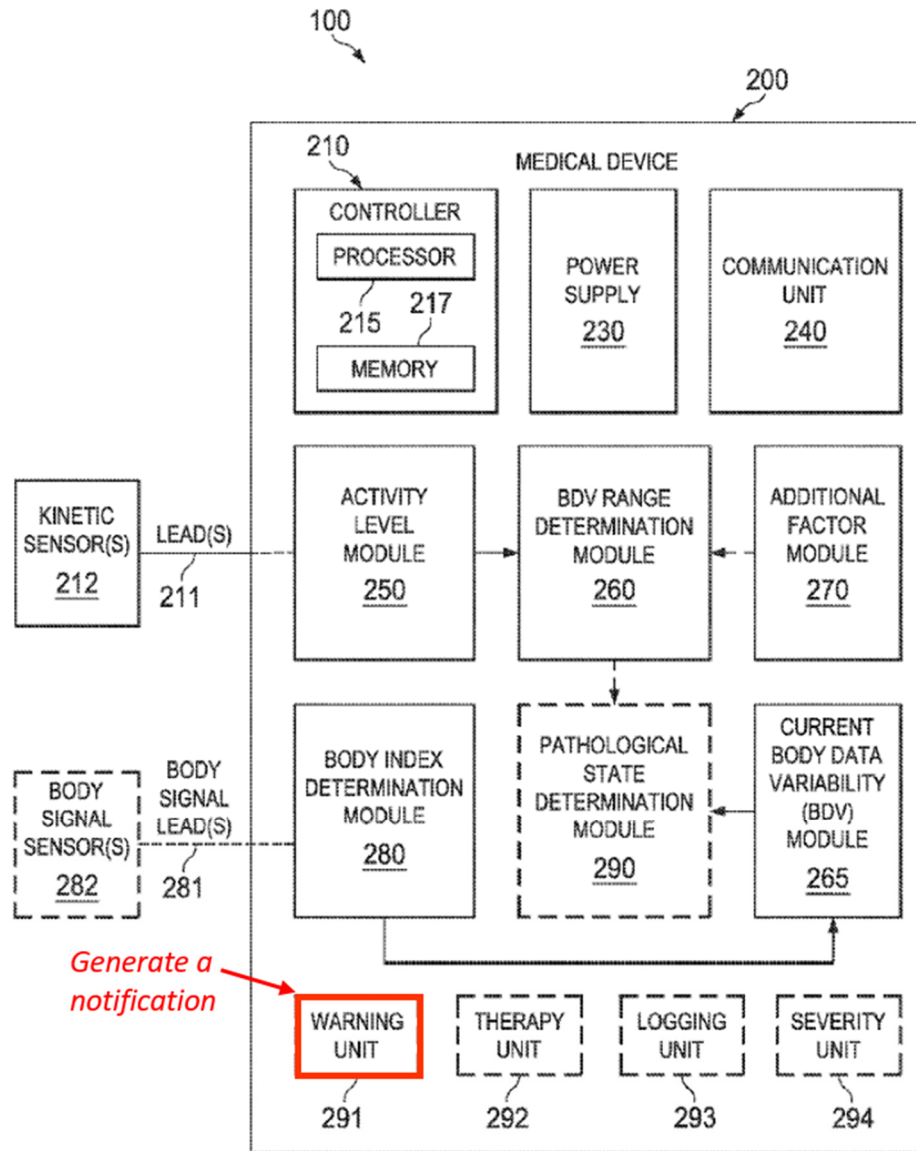 100
200
MEDICAL DEVICE
210
CONTROLLER
PROCESSOR
215
217
MEMORY
POWER
SUPPLY
230
COMMUNICATION
UNIT
240
KINETIC
SENSOR(S)
212
LEAD(S)
211
ACTIVITY
LEVEL
MODULE
250
BDV RANGE
DETERMINATION
MODULE
260
ADDITIONAL
FACTOR
MODULE
270
BODY
SIGNAL
SENSOR(S)
282
BODY
SIGNAL
LEAD(S)
281
BODY INDEX
DETERMINATION
MODULE
280
PATHOLOGICAL
STATE
DETERMINATION
MODULE
290
CURRENT
BODY DATA
VARIABILITY
(BDV)
MODULE
265
Generate a
notification
WARNING
UNIT
291
THERAPY
UNIT
292
LOGGING
UNIT
293
SEVERITY
UNIT
294